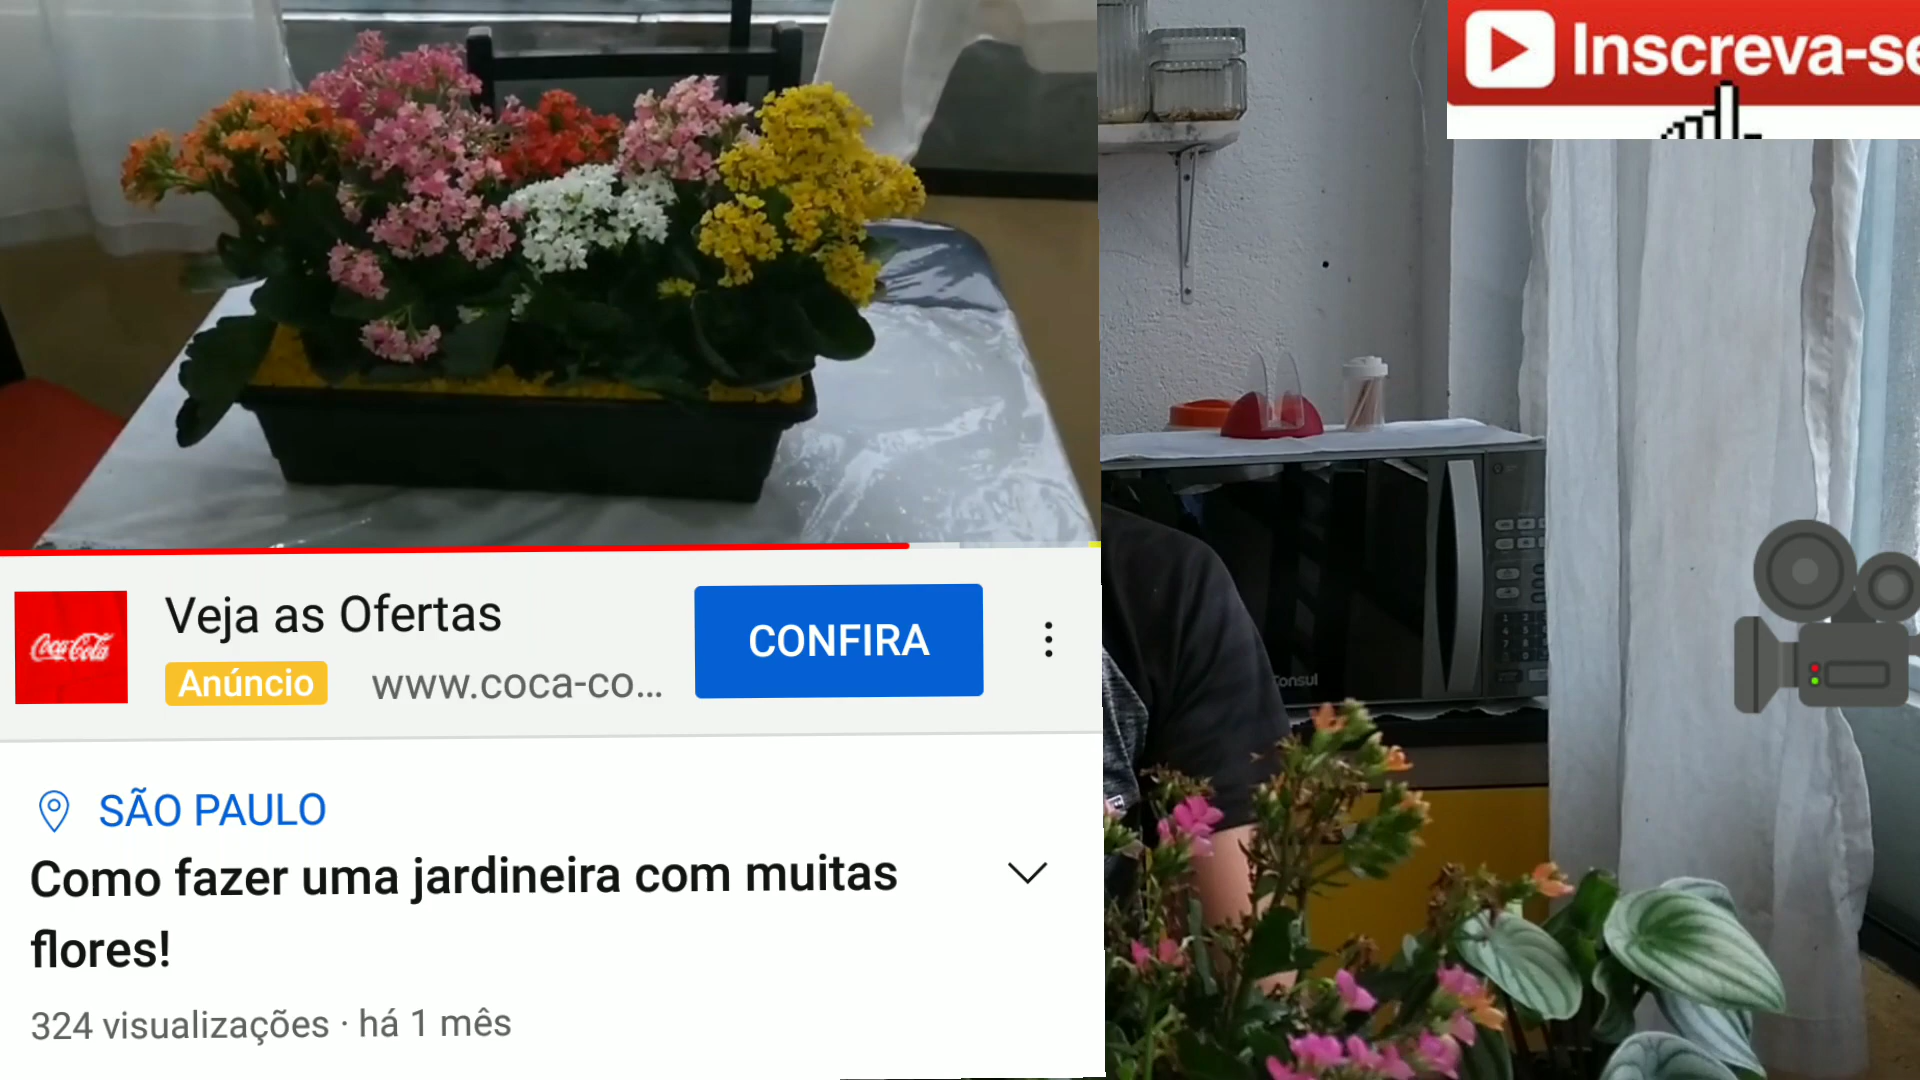 Inscreva-se
Coca-Cola
Veja as Ofertas
Anúncio www.coca-co...
CONFIRA
SÃO PAULO
Como fazer uma jardineira com muitas
flores!
324 visualizações · há 1 mês
Consul